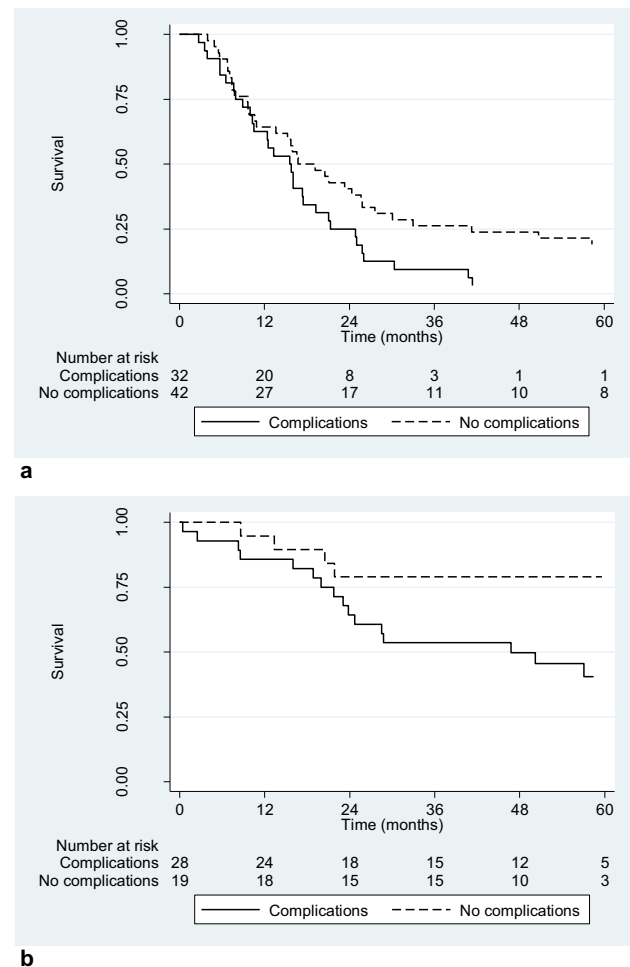 1.00
0.75
0.50
0.25
0.00
Survival
0 12 24 36 48 60
Time (months)
Number at risk
Complications 32 20 8 3 1 1
No complications 42 27 17 11 10 8
Complications No complications
a
1.00
0.75
0.50
0.25
0.00
Survival
0 12 24 36 48 60
Time (months)
Number at risk
Complications 28 24 18 15 12 5
No complications 19 18 15 15 10 3
Complications No complications
b